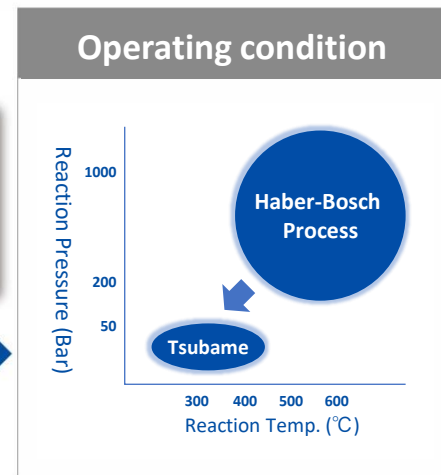 Operating condition
Reaction Pressure (Bar)
1000
200
50
Haber-Bosch
Process
Tsubame
300 400 500 600
Reaction Temp. (℃)